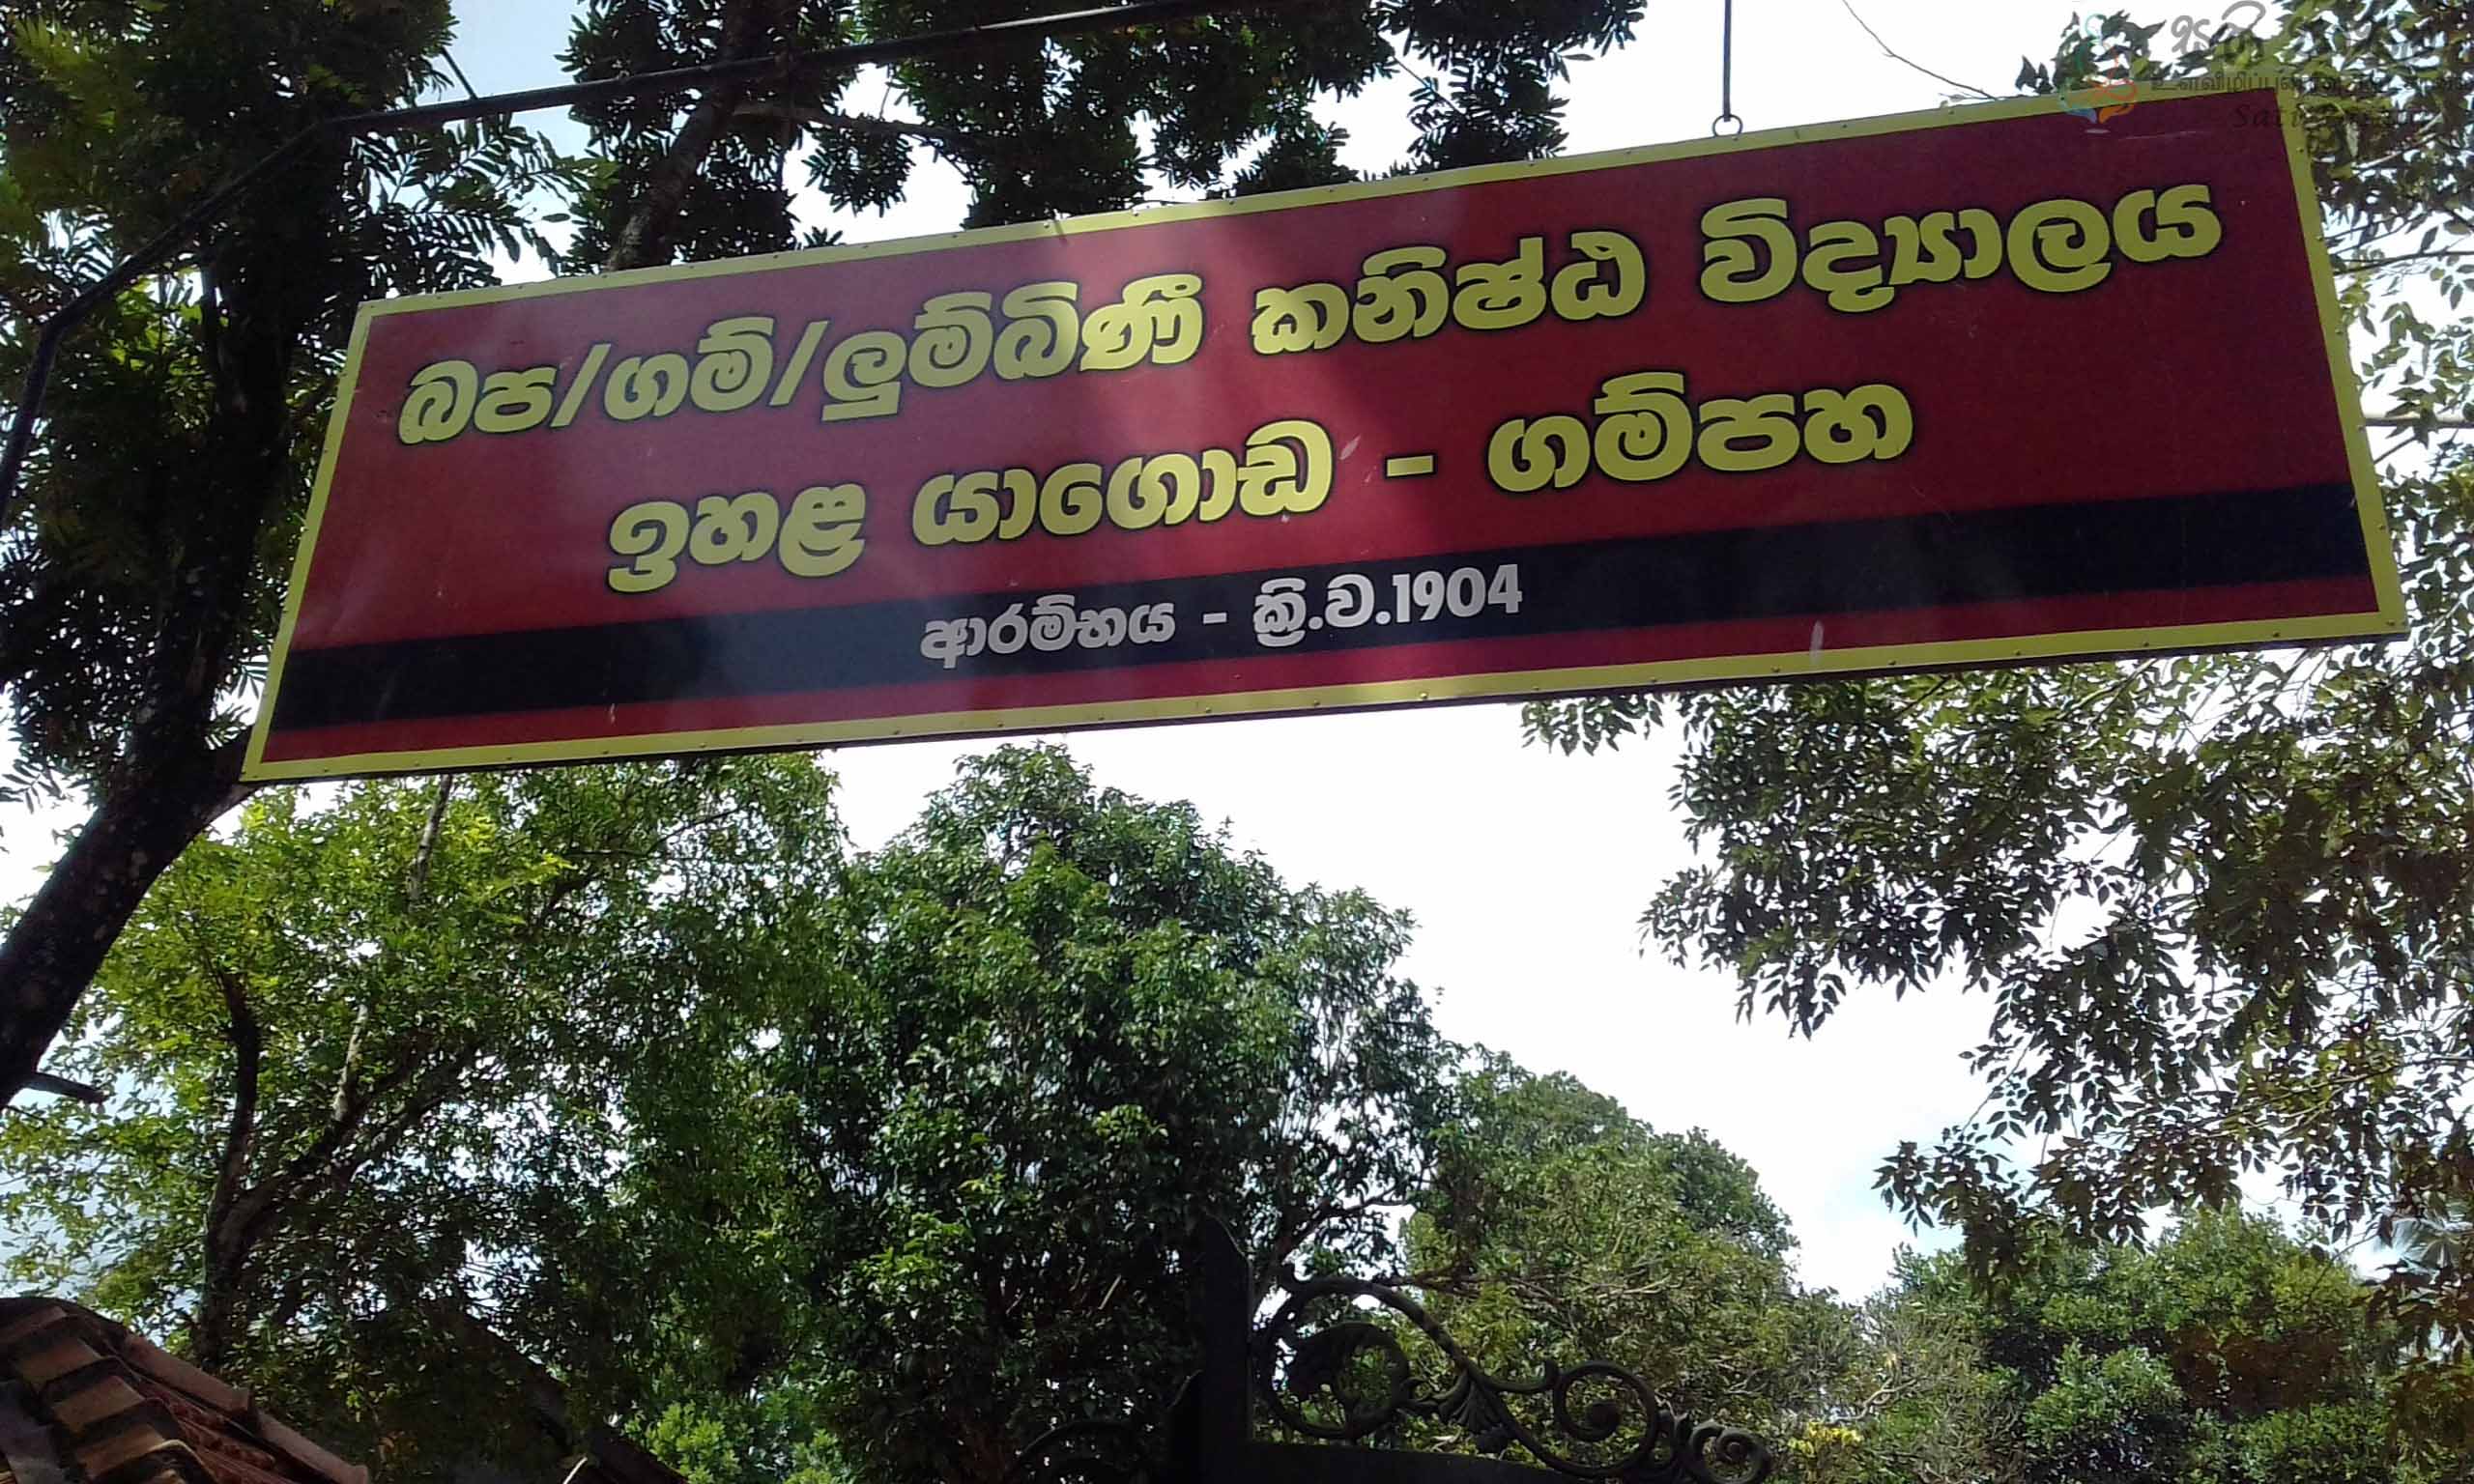 බප/ගම්/ලුම්බිණී කනිෂ්ඨ විද්‍යාලය
ඉහළ යාගොඩ - ගම්පහ
ආරම්භය - ක්‍රි.ව.1904